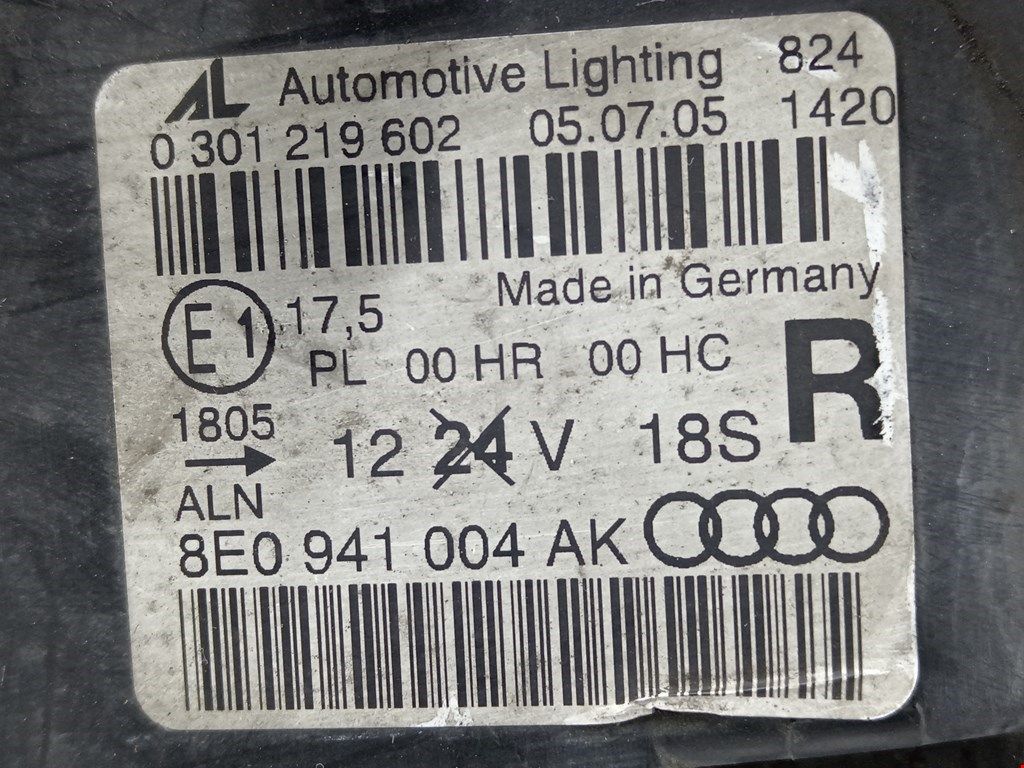 AL Automotive Lighting 824
0 301 219 602 05.07.05 1420
Made in Germany
E1 17,5
PL 00 HR 00 HC R
1805
12 24 V 18S
ALN
8E0 941 004 AK